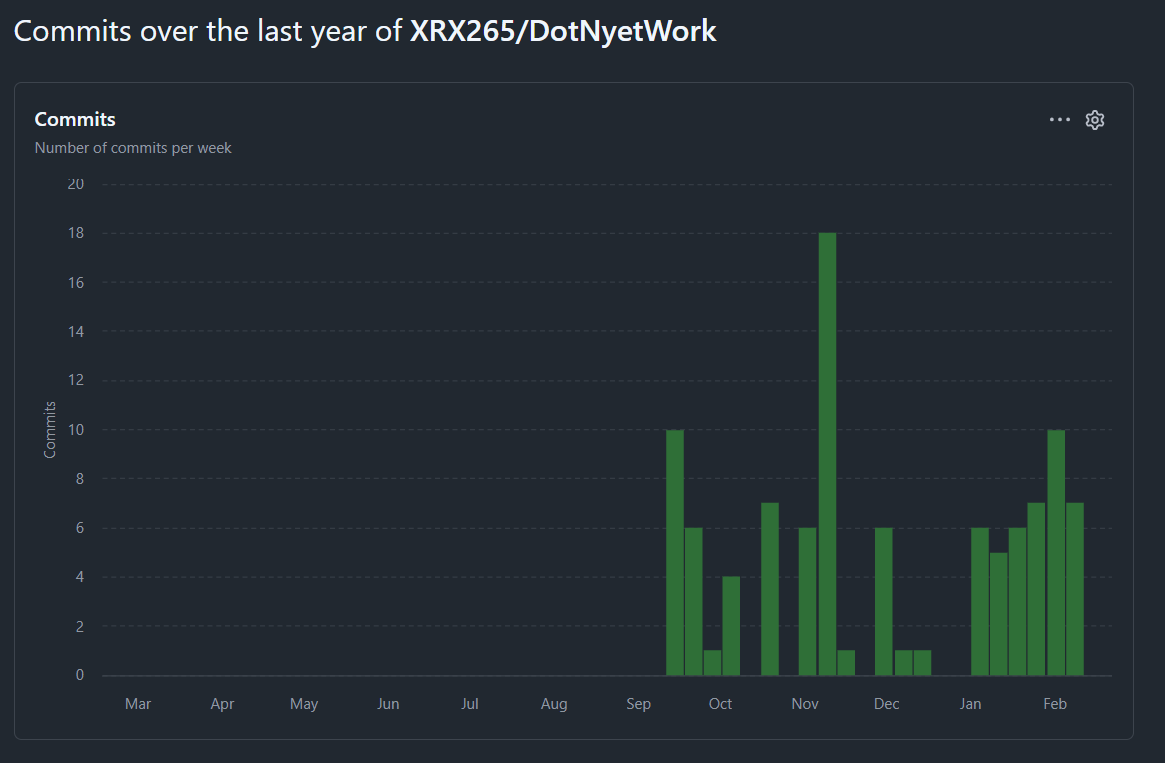 Commits over the last year of XRX265/DotNyetWork
Commits
Number of commits per week
20
18
16
14
12
10
8
6
4
2
0
Commits
Mar Apr May Jun Jul Aug Sep Oct Nov Dec Jan Feb